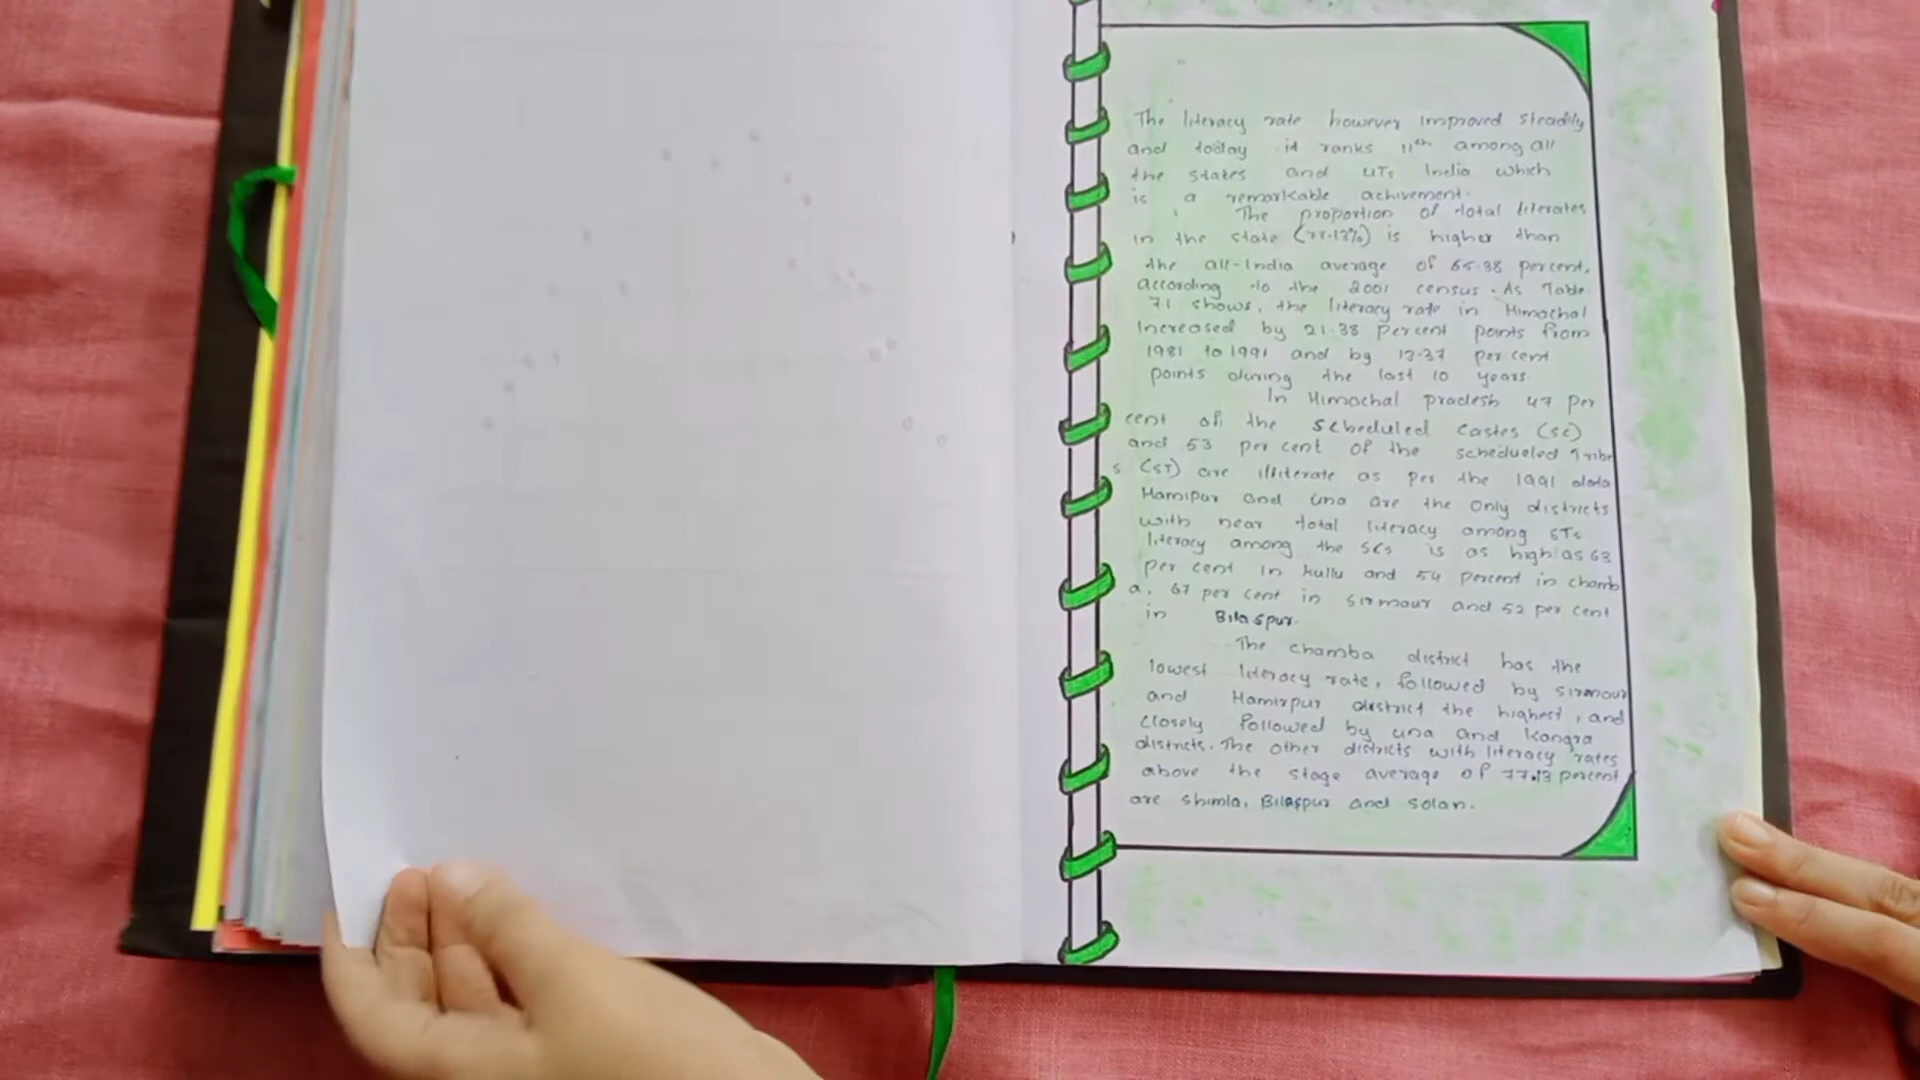 The literacy rate however improved steadily
and today it ranks 11th among all
the states and UTs India which
is a remarkable achivement.
The proportion of total literates
in the state (77.13%) is higher than
the all-India average of 65.38 percent,
according to the 2001 census. As Table
7.1 shows, the literacy rate in Himachal
Increased by 21.38 percent points from
1981 to 1991 and by 13.37 per cent
points during the last 10 years.
In Himachal pradesh 47 per
cent of the scheduled castes (SC)
and 53 per cent of the schedueled Tribe
s (ST) are illiterate as per the 1991 data
Hamipur and una are the only districts
with near total literacy among STs
literacy among the SCs is as high as 63
per cent in kullu and 54 percent in chamb
a, 67 per cent in sirmour and 52 per cent
in Bilaspur.
The chamba district has the
lowest literacy rate, followed by sirmour
and Hamirpur district the highest, and
closely followed by una and kangra
districts. The other districts with literacy rates
above the stage average of 77.13 percent
are shimla, Bilaspur and solan.